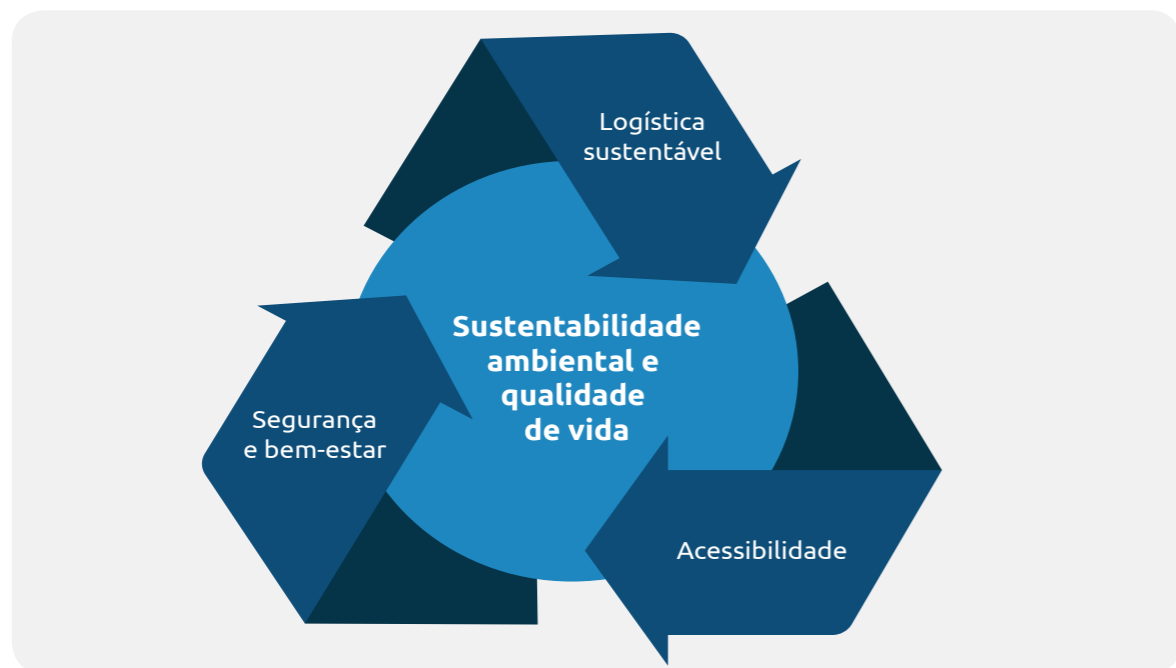 Logística
sustentável
Sustentabilidade
ambiental e
qualidade
de vida
Segurança
e bem-estar
Acessibilidade